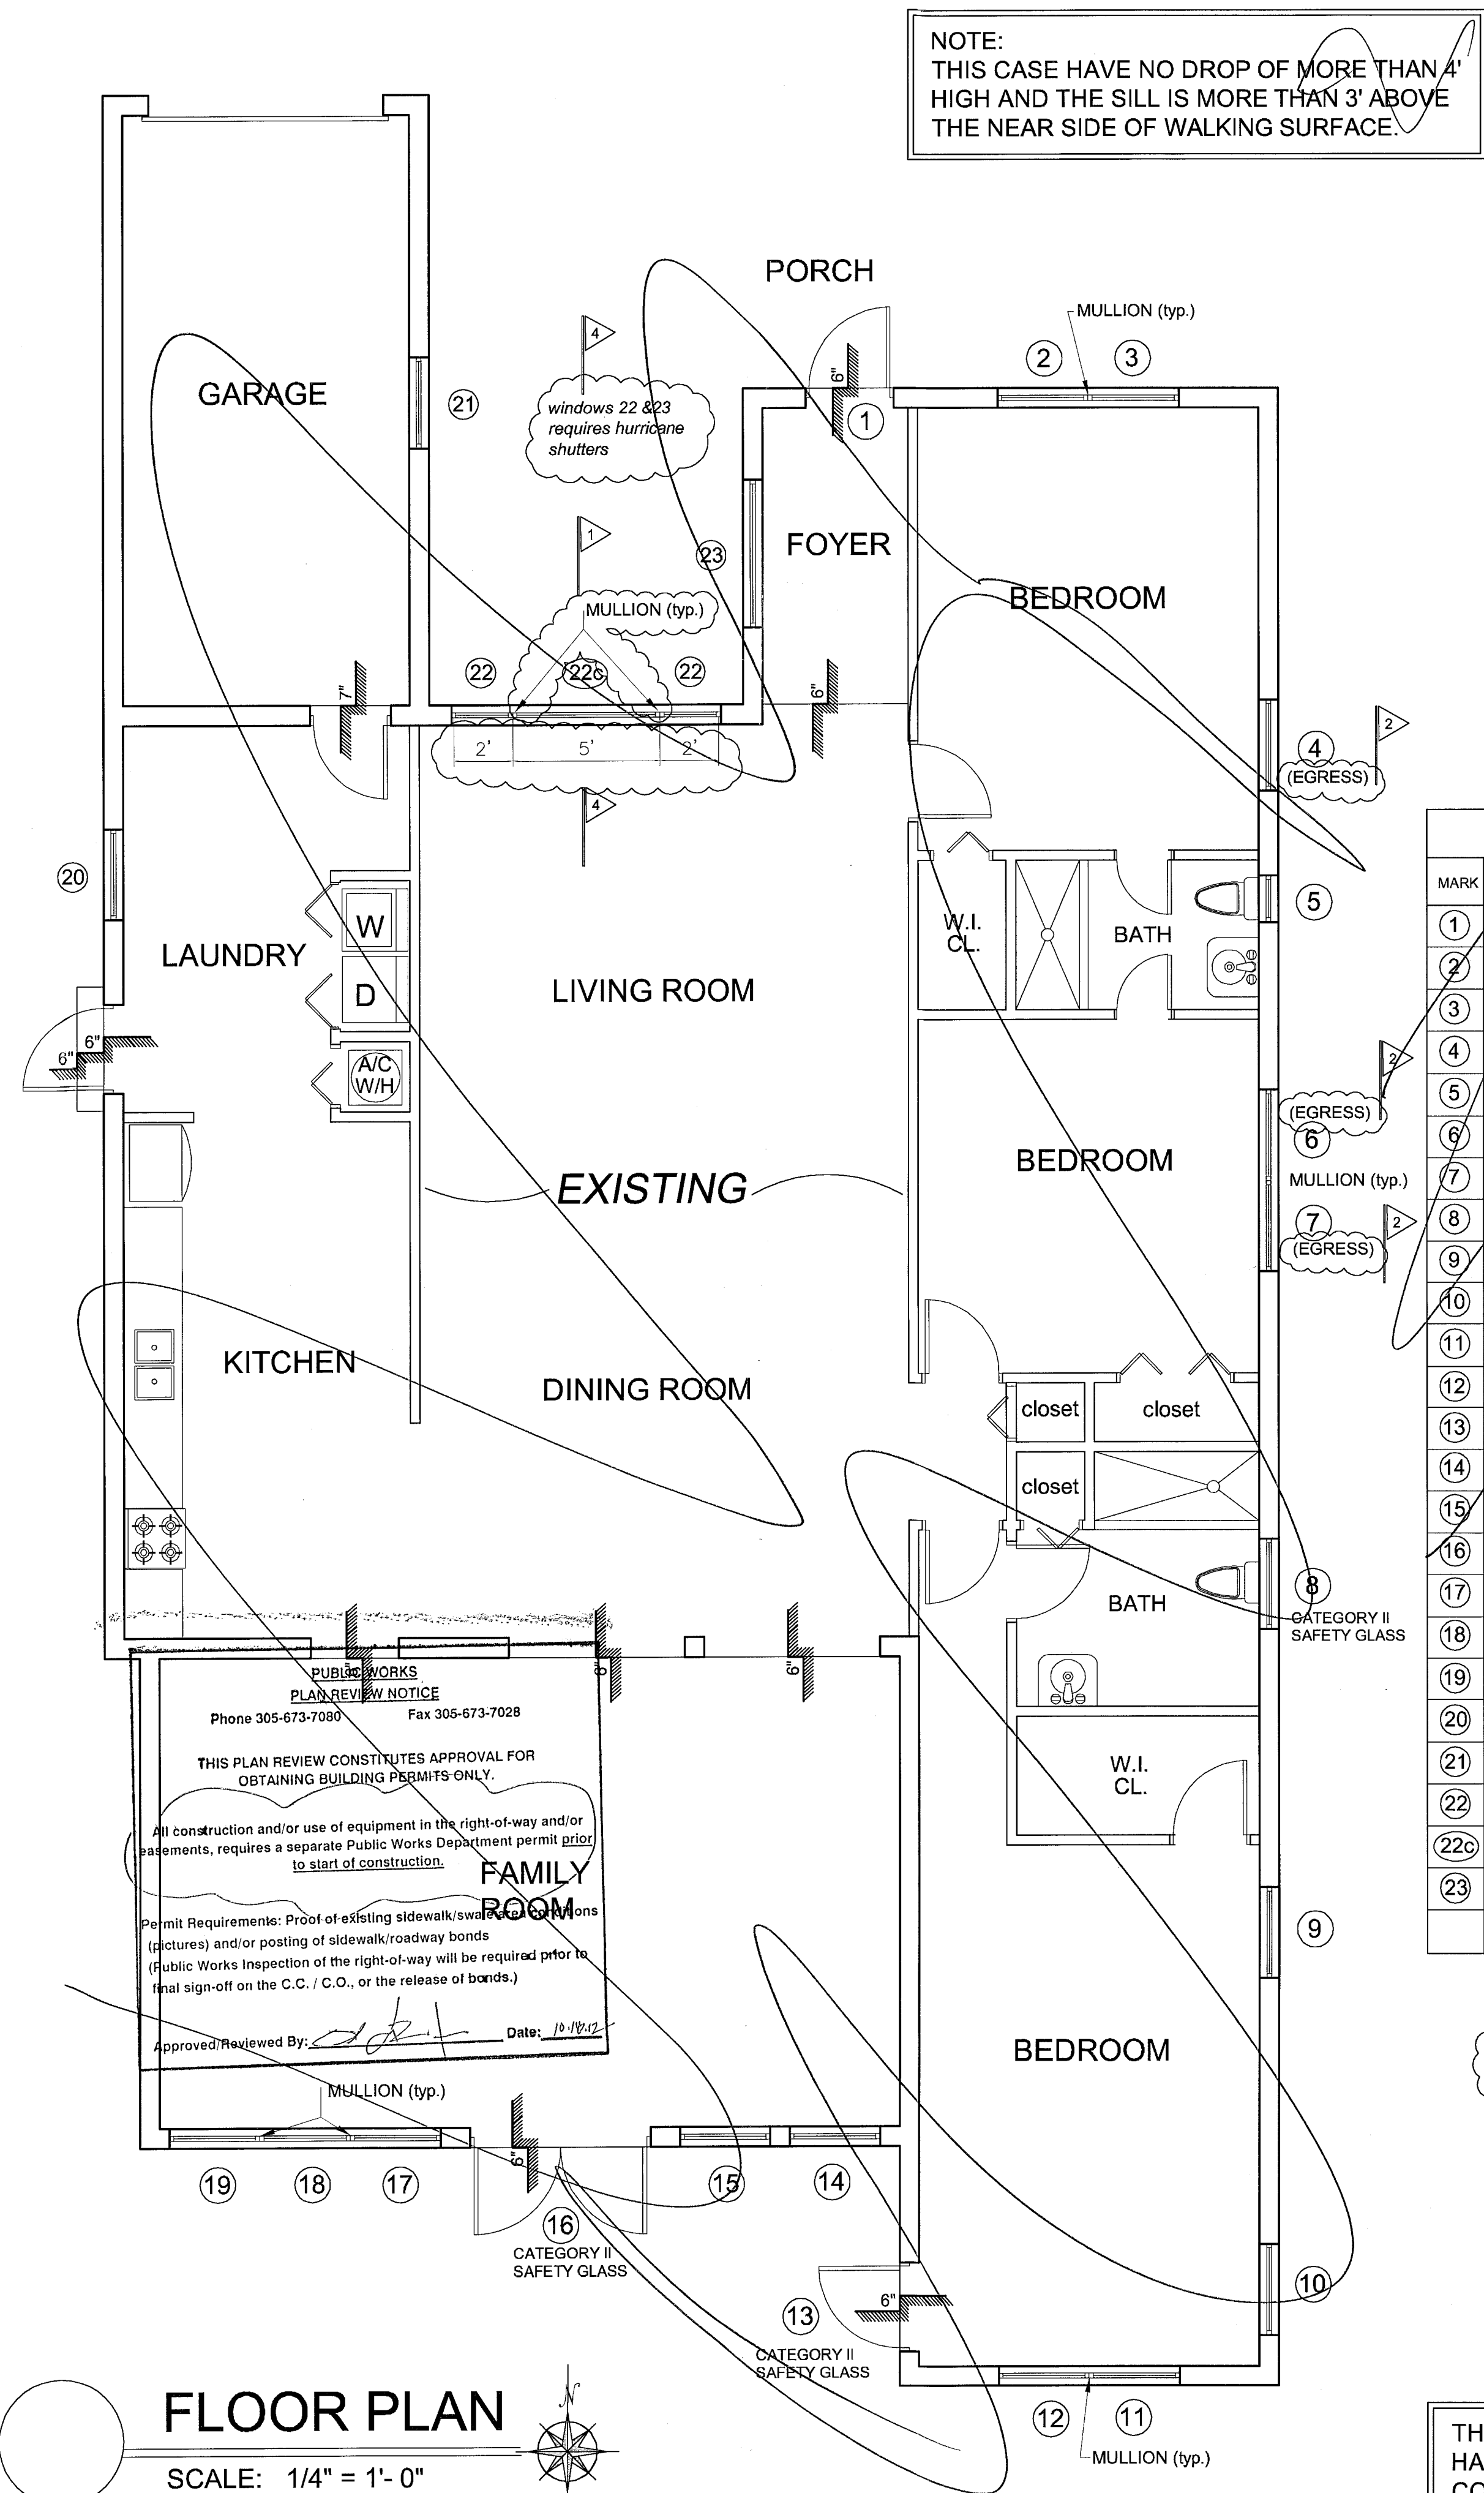 NOTE:
THIS CASE HAVE NO DROP OF MORE THAN 4'
HIGH AND THE SILL IS MORE THAN 3' ABOVE
THE NEAR SIDE OF WALKING SURFACE.
PORCH
MULLION (typ.)
2
3
4
GARAGE
21
windows 22 &23
requires hurricane
shutters
6"
1
1
23
FOYER
BEDROOM
MULLION (typ.)
22
22c
22
7"
6"
2'
5'
2'
4
2
4
(EGRESS)
20
W
LAUNDRY
D
A/C
W/H
6"
6"
LIVING ROOM
W.I.
CL.
BATH
5
MARK
1
2
3
4
5
6
7
8
9
10
11
12
13
14
15
16
17
18
19
20
21
22
22c
23
2
(EGRESS)
6
MULLION (typ.)
7
(EGRESS)
2
EXISTING
BEDROOM
KITCHEN
DINING ROOM
closet
closet
closet
BATH
8
CATEGORY II
SAFETY GLASS
6"
6"
PUBLIC WORKS
PLAN REVIEW NOTICE
Phone 305-673-7080
Fax 305-673-7028
THIS PLAN REVIEW CONSTITUTES APPROVAL FOR
OBTAINING BUILDING PERMITS ONLY.
All construction and/or use of equipment in the right-of-way and/or
easements, requires a separate Public Works Department permit prior
to start of construction.
FAMILY
ROOM
Permit Requirements: Proof of existing sidewalk/swale area conditions
(pictures) and/or posting of sidewalk/roadway bonds
(Public Works Inspection of the right-of-way will be required prior to
final sign-off on the C.C. / C.O., or the release of bonds.)
Approved/Reviewed By:
Date:
W.I.
CL.
9
BEDROOM
MULLION (typ.)
19
18
17
6"
16
CATEGORY II
SAFETY GLASS
15
14
13
CATEGORY II
SAFETY GLASS
6"
10
12
11
MULLION (typ.)
FLOOR PLAN
N
SCALE: 1/4" = 1'- 0"
TH
HA